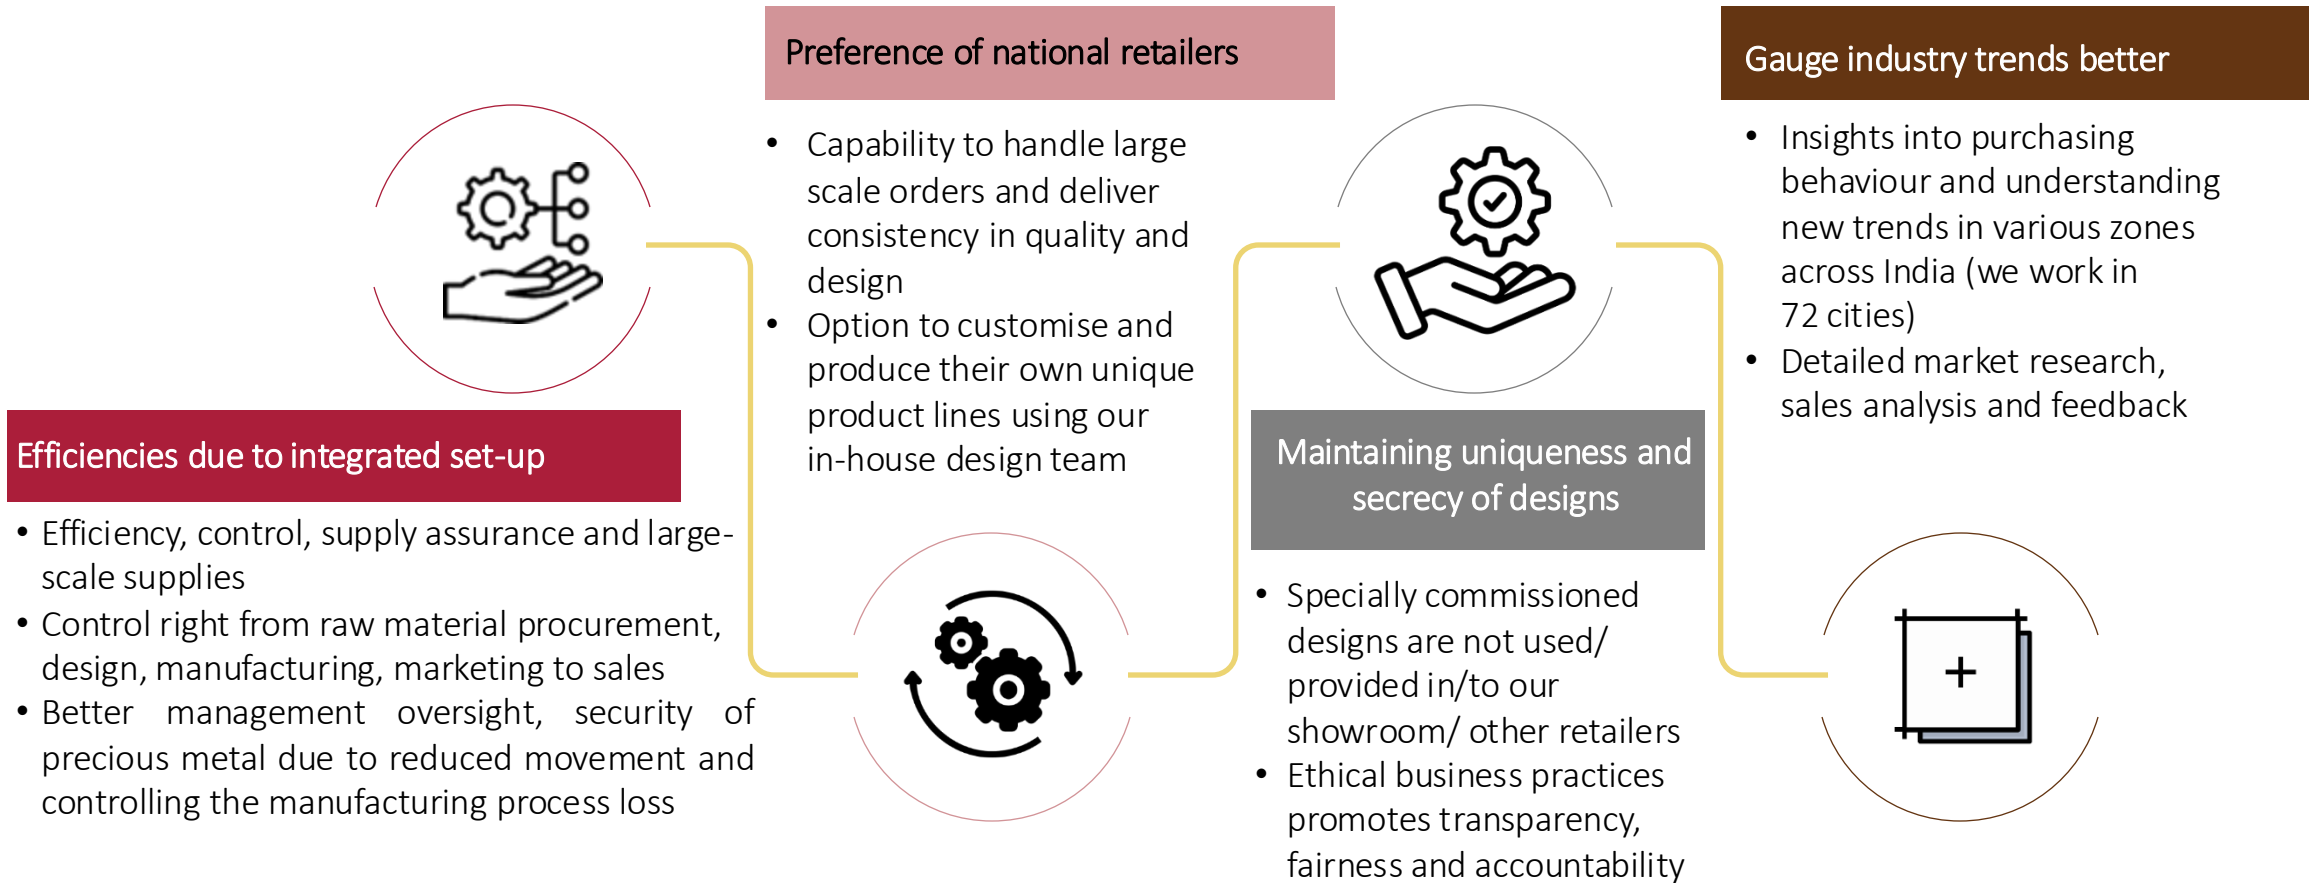 Efficiencies due to integrated set-up
• Efficiency, control, supply assurance and large-
scale supplies
• Control right from raw material procurement,
design, manufacturing, marketing to sales
• Better management oversight, security of
precious metal due to reduced movement and
controlling the manufacturing process loss
Preference of national retailers
• Capability to handle large
scale orders and deliver
consistency in quality and
design
• Option to customise and
produce their own unique
product lines using our
in-house design team
Maintaining uniqueness and
secrecy of designs
• Specially commissioned
designs are not used/
provided in/to our
showroom/ other retailers
• Ethical business practices
promotes transparency,
fairness and accountability
Gauge industry trends better
• Insights into purchasing
behaviour and understanding
new trends in various zones
across India (we work in
72 cities)
• Detailed market research,
sales analysis and feedback